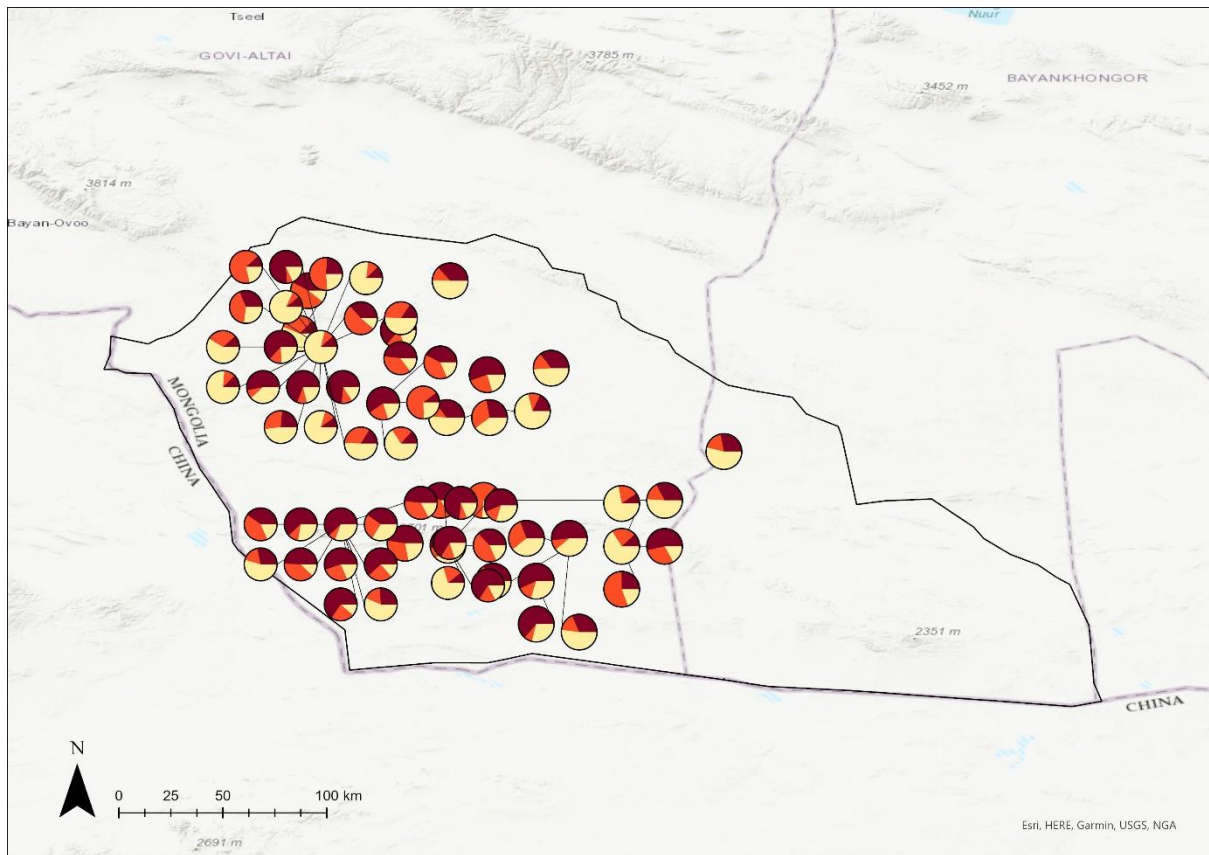 Tseel
Nuur
GOVI-ALTAI
3785 m
BAYANKHONGOR
3452 m
3814 m
Bayan-Ovoo
MONGOLIA
CHINA
2351 m
CHINA
N
0 25 50 100 km
2691 m
Esri, HERE, Garmin, USGS, NGA